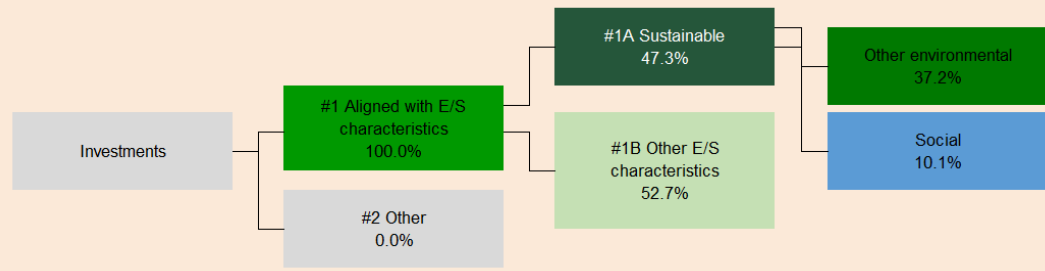 #1A Sustainable
47.3%
Other environmental
37.2%
#1 Aligned with E/S
characteristics
100.0%
Investments
#1B Other E/S
characteristics
52.7%
Social
10.1%
#2 Other
0.0%